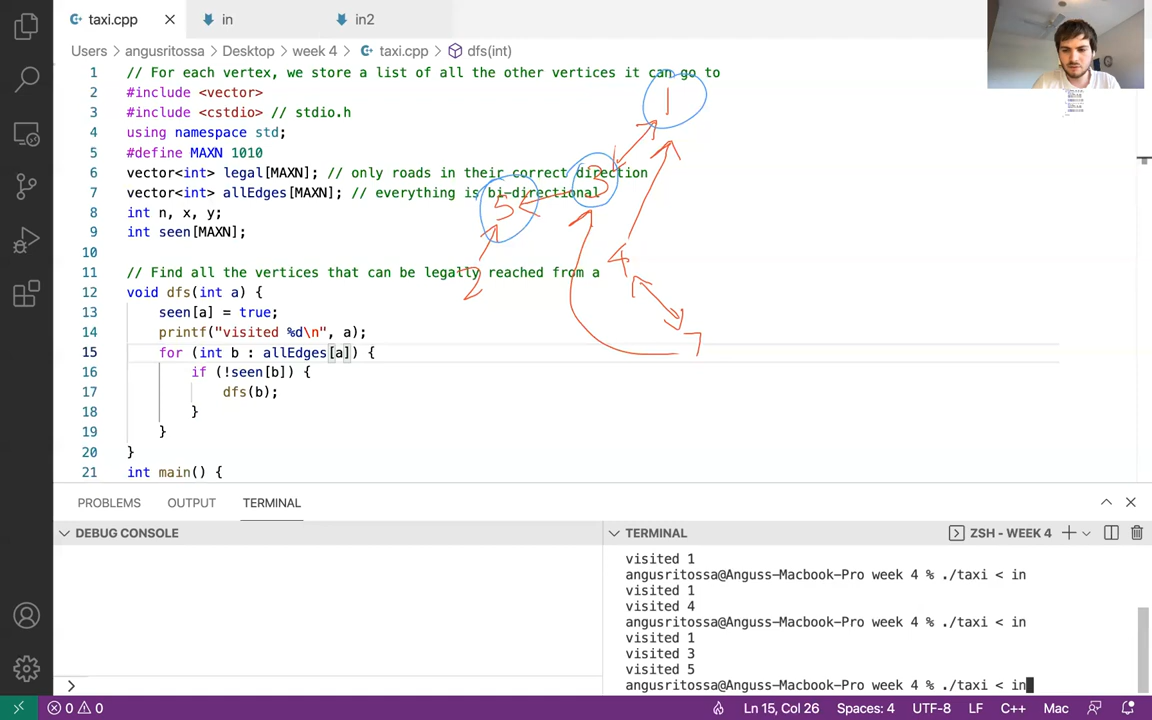 taxi.cpp in in2
Users > angusritossa > Desktop > week 4 > taxi.cpp > dfs(int)
1 // For each vertex, we store a list of all the other vertices it can go to
2 #include <vector>
3 #include <cstdio> // stdio.h
4 using namespace std;
5 #define MAXN 1010
6 vector<int> legal[MAXN]; // only roads in their correct direction
7 vector<int> allEdges[MAXN]; // everything is bi-directional
8 int n, x, y;
9 int seen[MAXN];
10
11 // Find all the vertices that can be legally reached from a
12 void dfs(int a) {
13 seen[a] = true;
14 printf("visited %d\n", a);
15 for (int b : allEdges[a]) {
16 if (!seen[b]) {
17 dfs(b);
18 }
19 }
20 }
21 int main() {
1
3
5
4
2
7
PROBLEMS OUTPUT TERMINAL
DEBUG CONSOLE
>
TERMINAL ZSH - WEEK 4
visited 1
angusritossa@Anguss-Macbook-Pro week 4 % ./taxi < in
visited 1
visited 4
angusritossa@Anguss-Macbook-Pro week 4 % ./taxi < in
visited 1
visited 3
visited 5
angusritossa@Anguss-Macbook-Pro week 4 % ./taxi < in
0 0 Ln 15, Col 26 Spaces: 4 UTF-8 LF C++ Mac